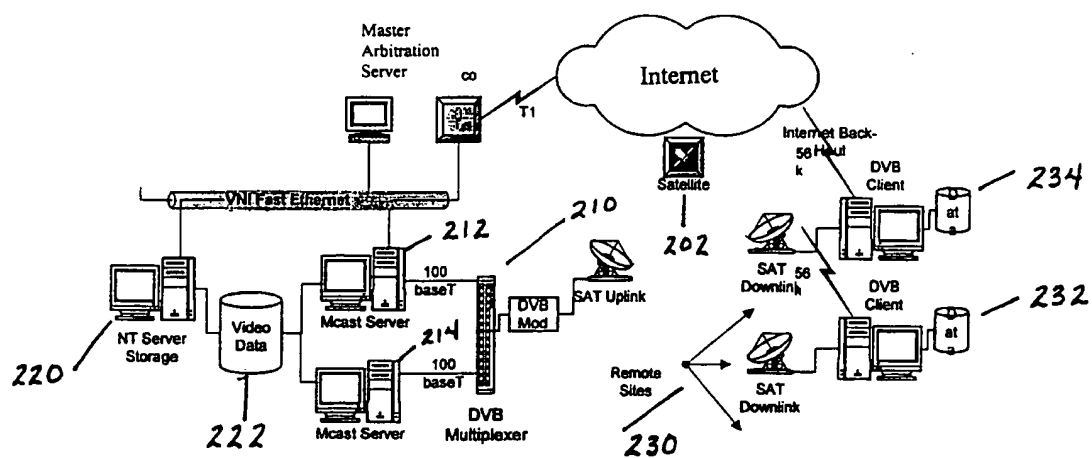 Master
Arbitration
Server
co
T1
Internet
Internet Back-
Haul
56
k
DVB
Client
234
at
a
Satellite
202
VNI Fast Ethernet
210
212
100
baseT
SAT Uplink
SAT
Downlink
56
k
DVB
Client
232
at
a
Mcast Server
DVB
Mod
NT Server
Storage
220
Video
Data
222
214
100
baseT
Mcast Server
DVB
Multiplexer
Remote
Sites
230
SAT
Downlink